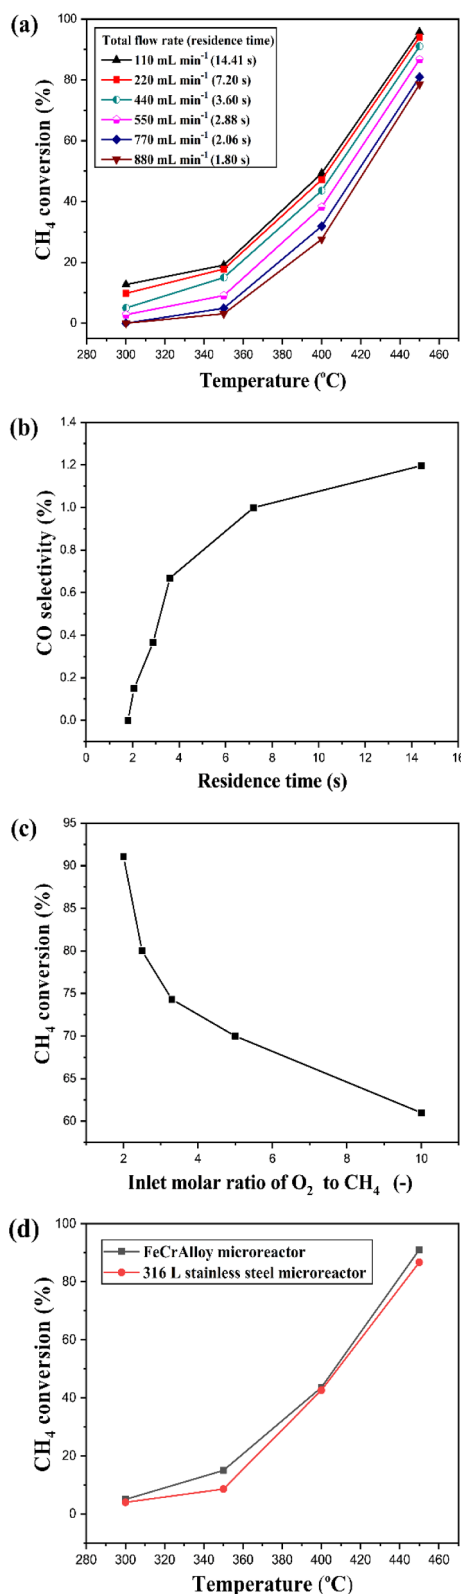 (a)
100
80
60
40
20
0
CH4 conversion (%)
Total flow rate (residence time)
110 mL min-1 (14.41 s)
220 mL min-1 (7.20 s)
440 mL min-1 (3.60 s)
550 mL min-1 (2.88 s)
770 mL min-1 (2.06 s)
880 mL min-1 (1.80 s)
280 300 320 340 360 380 400 420 440 460
Temperature (oC)
(b)
1.4
1.2
1.0
0.8
0.6
0.4
0.2
0.0
CO selectivity (%)
0 2 4 6 8 10 12 14 16
Residence time (s)
(c)
95
90
85
80
75
70
65
60
CH4 conversion (%)
2 4 6 8 10
Inlet molar ratio of O2 to CH4 (-)
(d)
100
80
60
40
20
0
CH4 conversion (%)
FeCrAlloy microreactor
316 L stainless steel microreactor
300 320 340 360 380 400 420 440 460
Temperature (ºC)